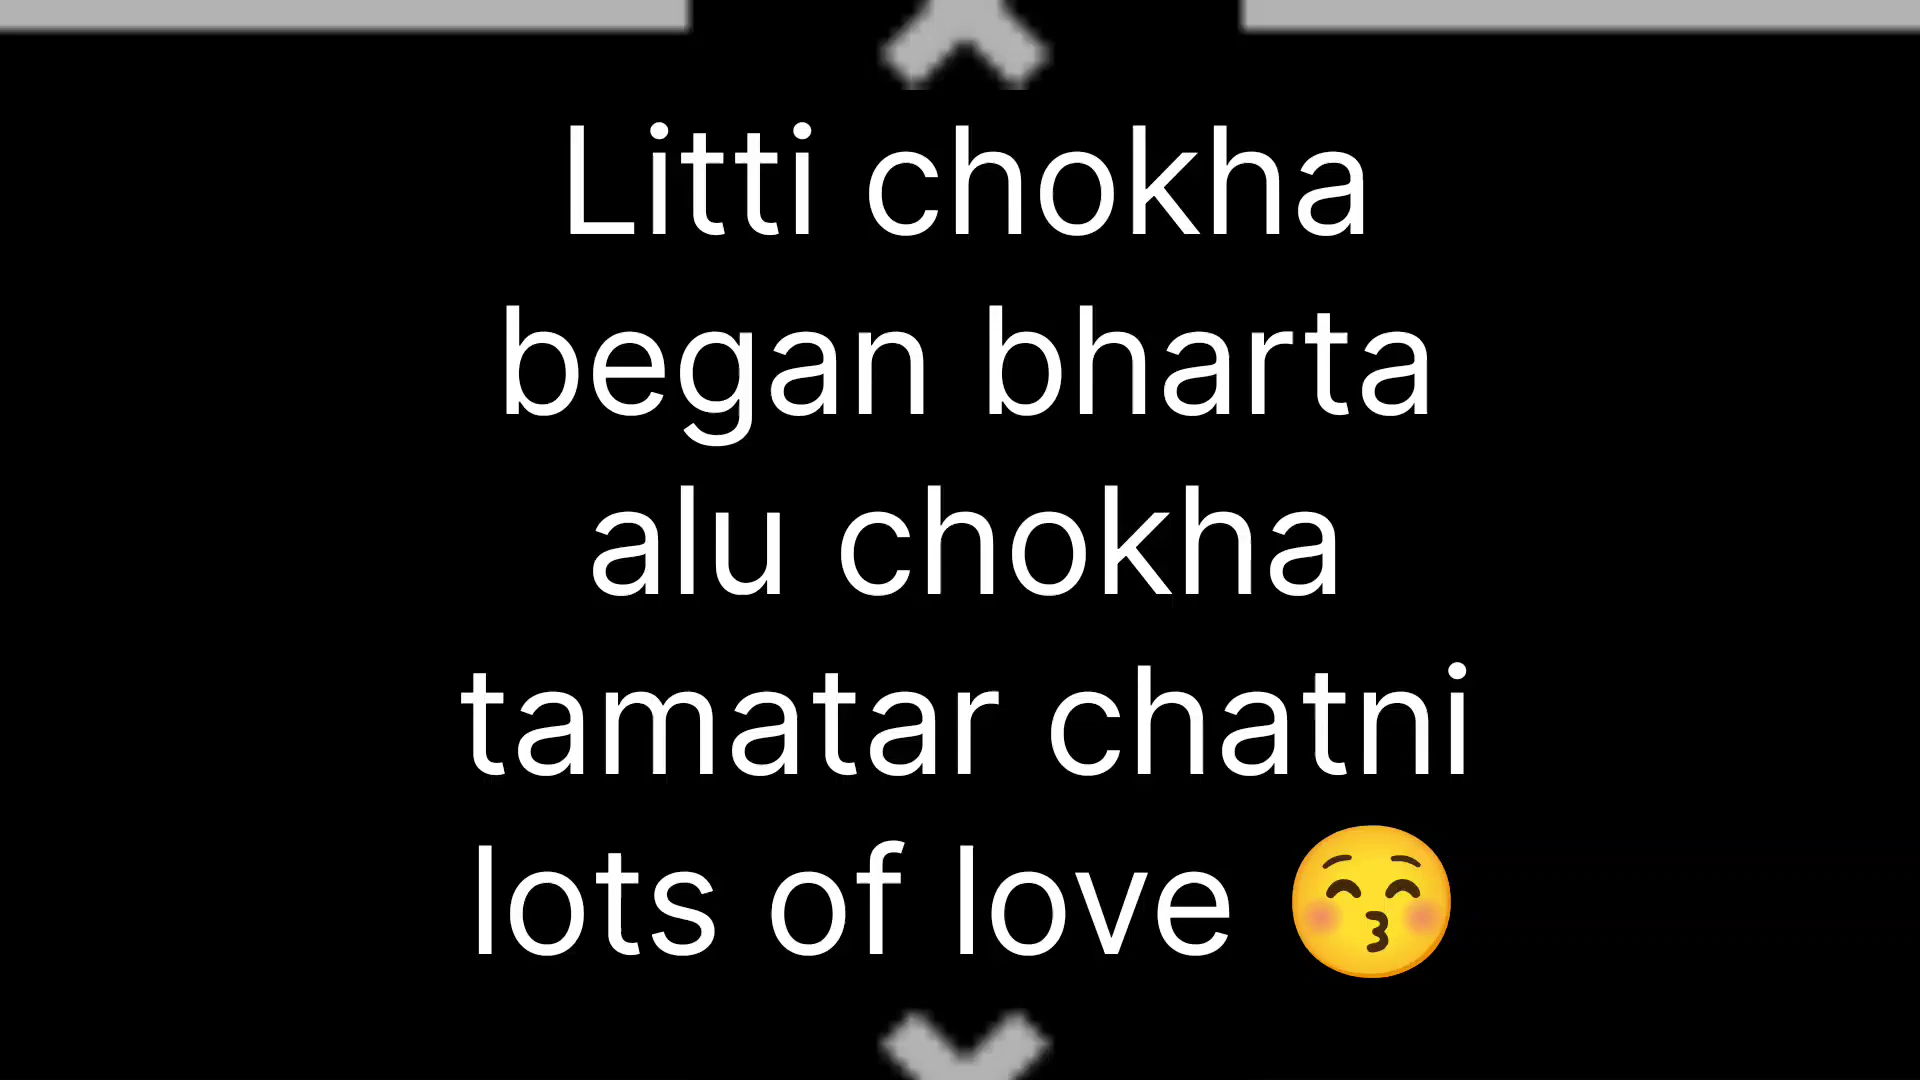 Litti chokha
began bharta
alu chokha
tamatar chatni
lots of love 😚